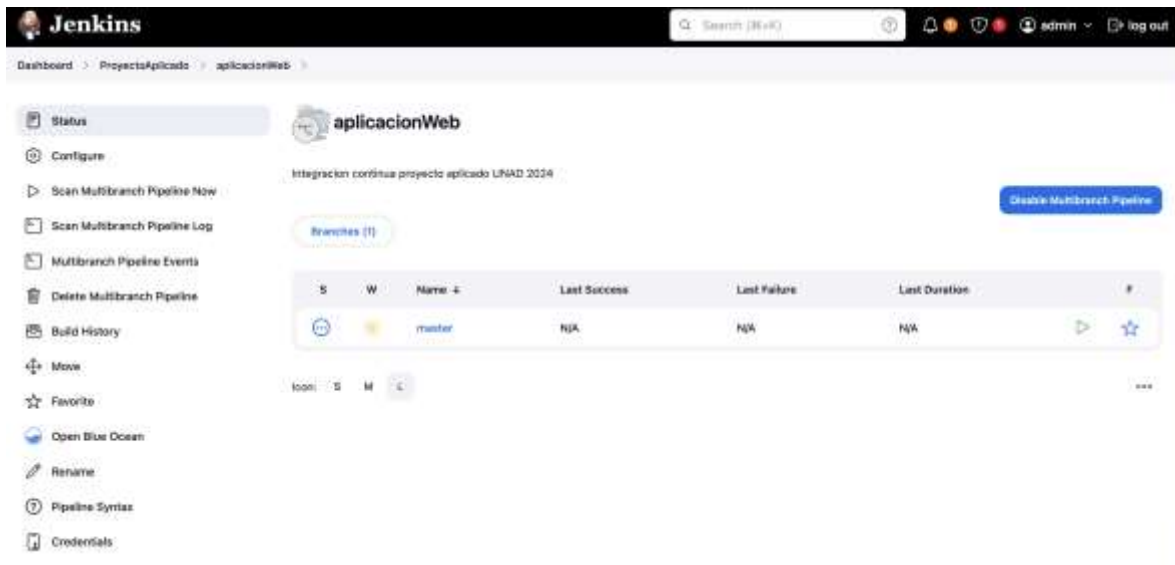 Jenkins
Search (⌘+K)
admin
log out
Dashboard > ProyectoAplicado > aplicacionWeb >
Status
Configure
Scan Multibranch Pipeline Now
Scan Multibranch Pipeline Log
Multibranch Pipeline Events
Delete Multibranch Pipeline
Build History
Move
Favorite
Open Blue Ocean
Rename
Pipeline Syntax
Credentials
aplicacionWeb
Integracion continua proyecto aplicado UNAD 2024
Disable Multibranch Pipeline
Branches (1)
S W Name ↓ Last Success Last Failure Last Duration F
master N/A N/A N/A
Icon: S M L